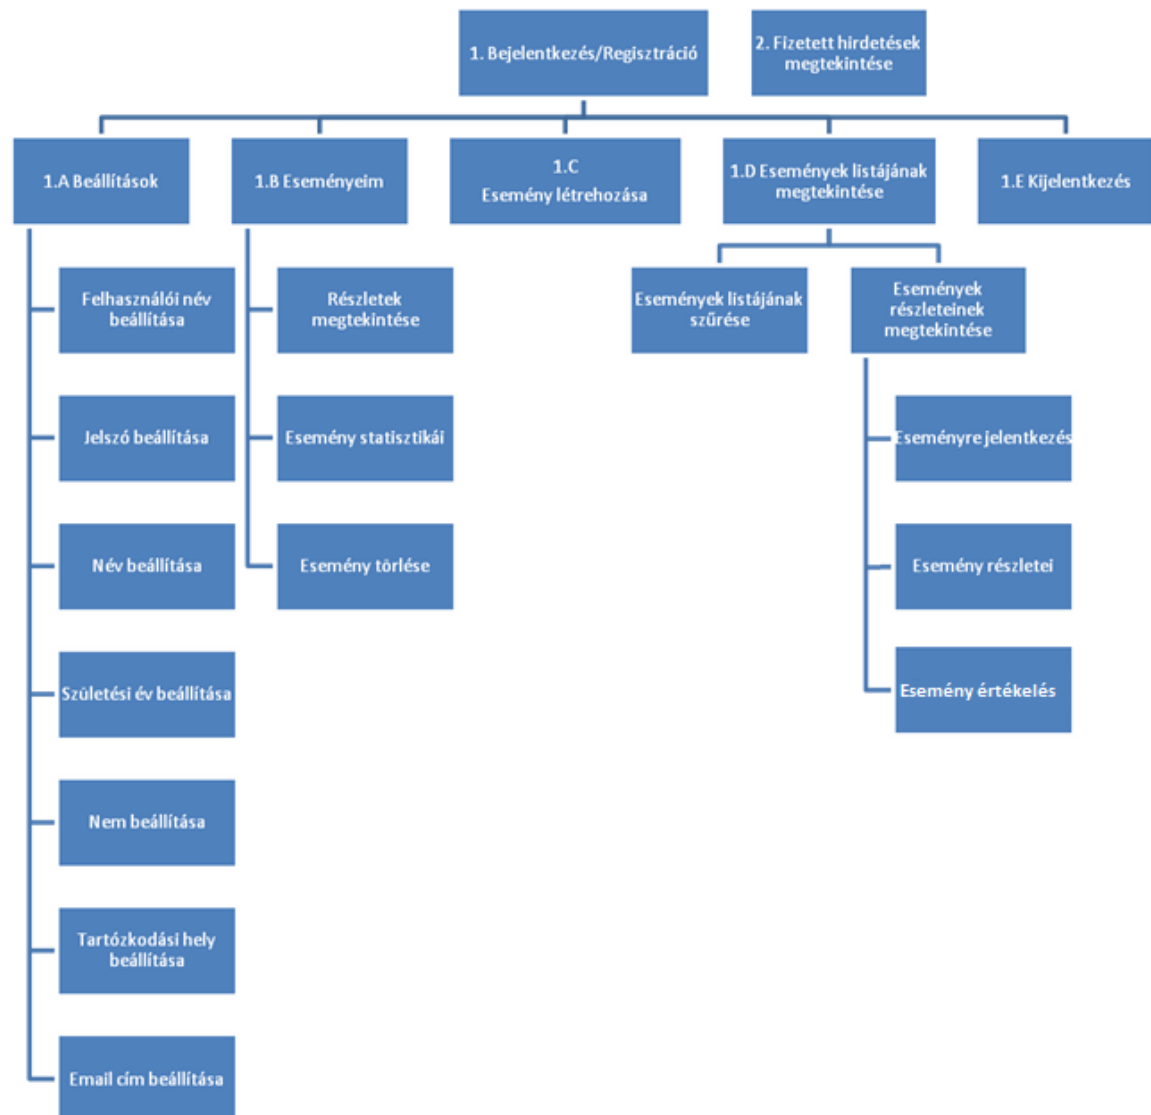 1. Bejelentkezés/Regisztráció
2. Fizetett hirdetések
megtekintése
1.A Beállítások
1.B Eseményeim
1.C
Esemény létrehozása
1.D Események listájának
megtekintése
1.E Kijelentkezés
Felhasználói név
beállítása
Részletek
megtekintése
Események listájának
szűrése
Események
részleteinek
megtekintése
Jelszó beállítása
Esemény statisztikái
Eseményre jelentkezés
Név beállítása
Esemény törlése
Esemény részletei
Születési év beállítása
Esemény értékelés
Nem beállítása
Tartózkodási hely
beállítása
Email cím beállítása